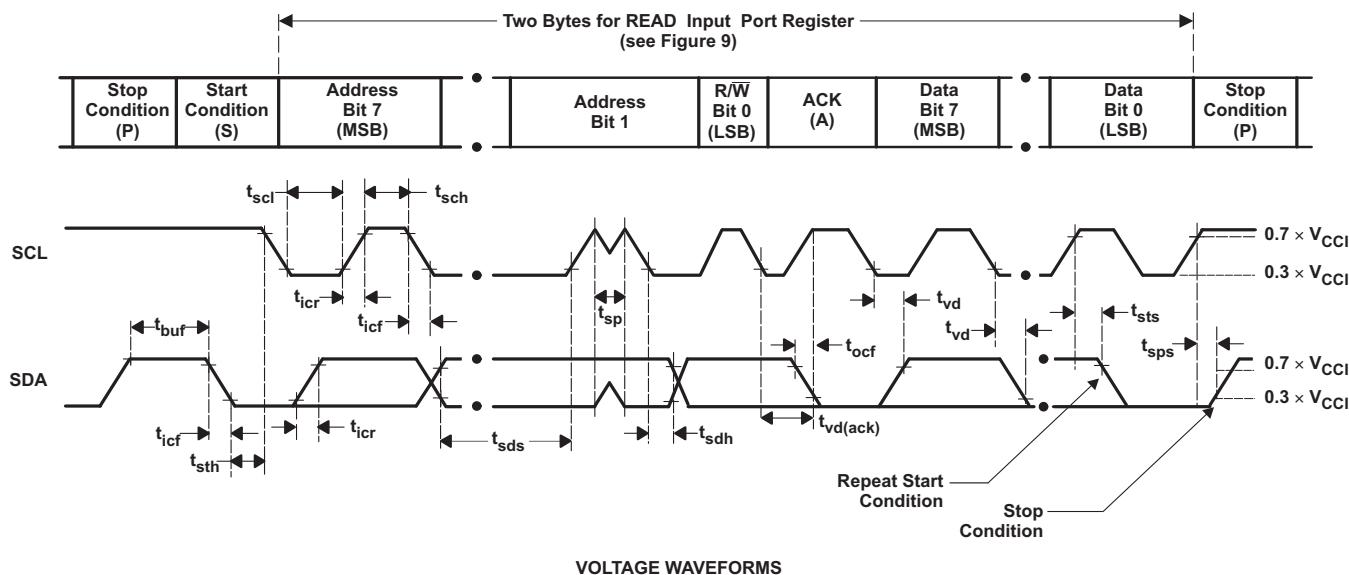 Two Bytes for READ Input Port Register
(see Figure 9)
Stop
Condition
(P)
Start
Condition
(S)
Address
Bit 7
(MSB)
Address
Bit 1
R/W̅
Bit 0
(LSB)
ACK
(A)
Data
Bit 7
(MSB)
Data
Bit 0
(LSB)
Stop
Condition
(P)
tscl
tsch
SCL
0.7 × VCCI
0.3 × VCCI
ticr
ticf
tsp
tvd
tvd
tsts
tbuf
tocf
tsps
SDA
0.7 × VCCI
0.3 × VCCI
ticf
ticr
tsth
tsds
tsdh
tvd(ack)
Repeat Start
Condition
Stop
Condition
VOLTAGE WAVEFORMS